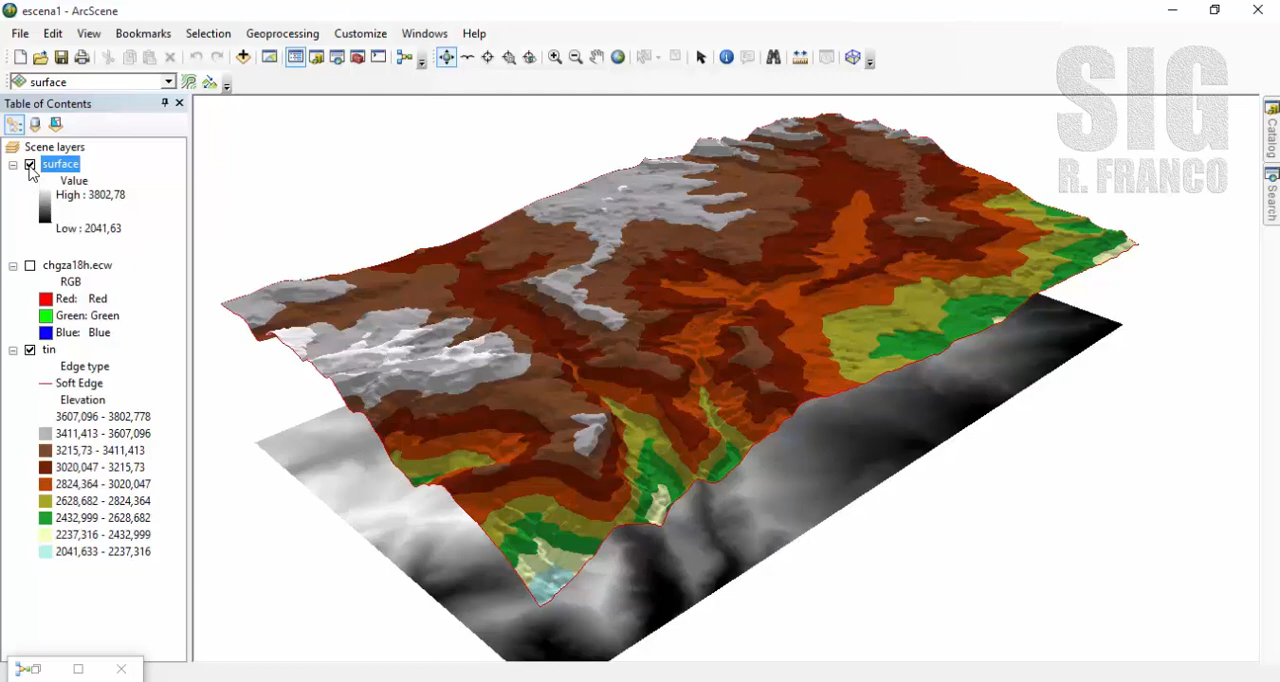 escena1 - ArcScene
File Edit View Bookmarks Selection Geoprocessing Customize Windows Help
surface
Table of Contents
Scene layers
surface
Value
High : 3802,78
Low : 2041,63
chgza18h.ecw
RGB
Red: Red
Green: Green
Blue: Blue
tin
Edge type
Soft Edge
Elevation
3607,096 - 3802,778
3411,413 - 3607,096
3215,73 - 3411,413
3020,047 - 3215,73
2824,364 - 3020,047
2628,682 - 2824,364
2432,999 - 2628,682
2237,316 - 2432,999
2041,633 - 2237,316
SIG
R. FRANCO
Catalog
Search